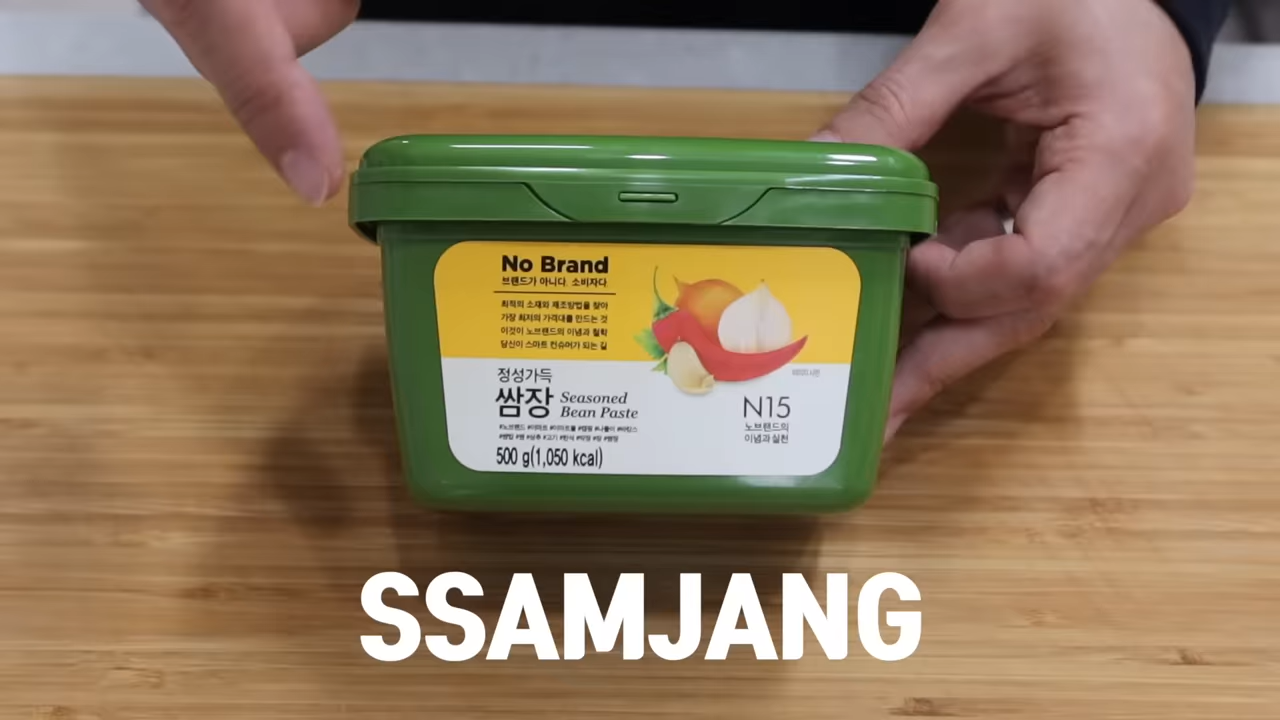 No Brand
브랜드가 아니다. 소비자다.
최적의 소재와 제조방법을 찾아
가장 최저의 가격대를 만드는 것
이것이 노브랜드의 이념과 철학
당신이 스마트 컨슈머가 되는 길
정성가득
쌈장 Seasoned
Bean Paste
N15
노브랜드의
이념과 실천
500 g(1,050 kcal)
SSAMJANG